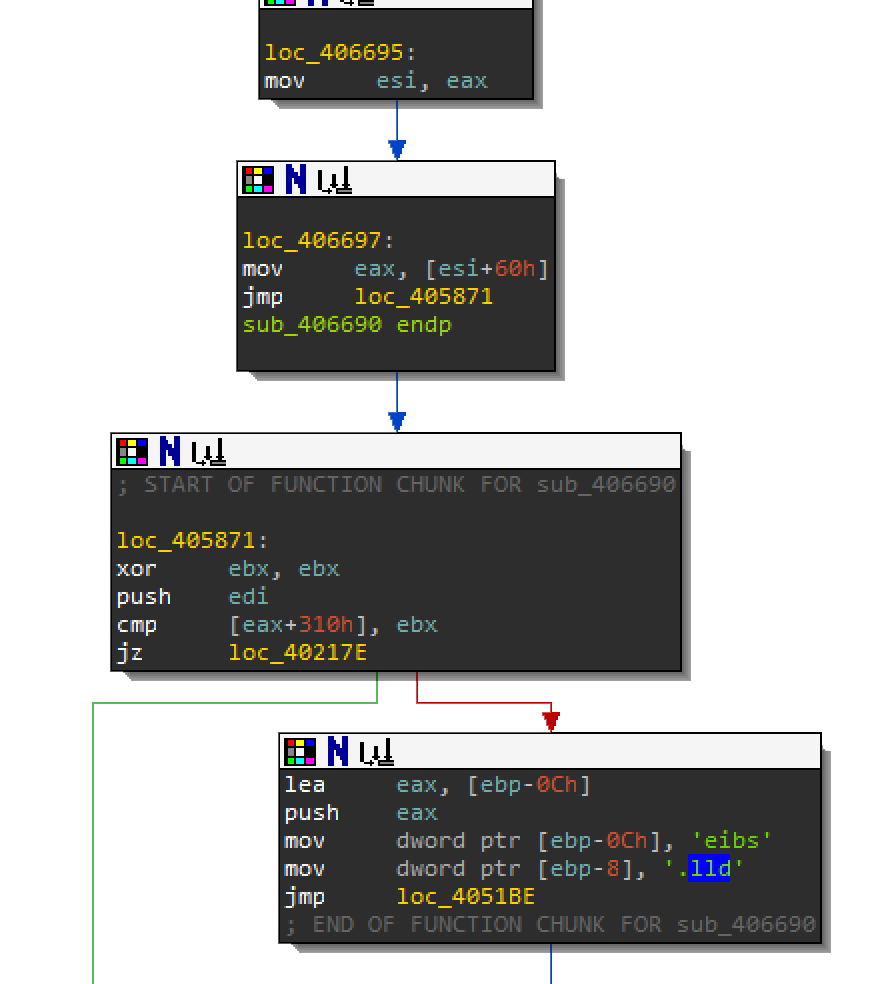 loc_406695:
mov esi, eax
loc_406697:
mov eax, [esi+60h]
jmp loc_405871
sub_406690 endp
; START OF FUNCTION CHUNK FOR sub_406690
loc_405871:
xor ebx, ebx
push edi
cmp [eax+310h], ebx
jz loc_40217E
lea eax, [ebp-0Ch]
push eax
mov dword ptr [ebp-0Ch], 'eibs'
mov dword ptr [ebp-8], '.lld'
jmp loc_4051BE
; END OF FUNCTION CHUNK FOR sub_406690